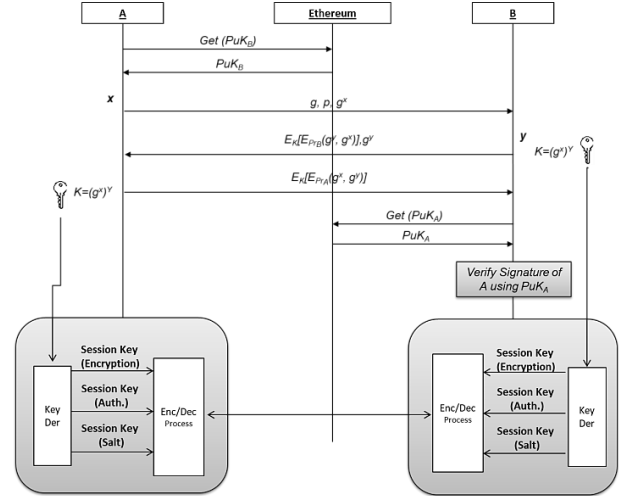 A
Ethereum
B
Get (PuK_B)
PuK_B
x
g, p, g^x
y
E_K[E_PrB(g^y, g^x)],g^y
K=(g^x)^Y
E_K[E_PrA(g^x, g^y)]
K=(g^x)^Y
Get (PuK_A)
PuK_A
Verify Signature of
A using PuK_A
Session Key
(Encryption)
Session Key
(Auth.)
Session Key
(Salt)
Key
Der
Enc/Dec
Process
Session Key
(Encryption)
Session Key
(Auth.)
Session Key
(Salt)
Enc/Dec
Process
Key
Der